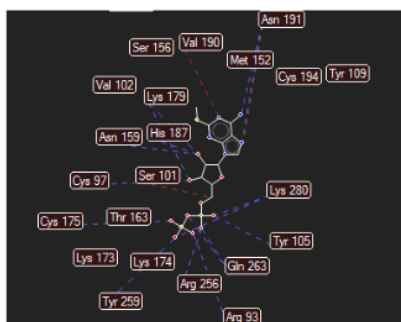 Asn 191
Val 190
Ser 156
Met 152
Cys 194
Tyr 109
Val 102
Lys 179
His 187
Asn 159
Ser 101
Cys 97
Lys 280
Thr 163
Cys 175
Tyr 105
Lys 173
Lys 174
Gln 263
Arg 256
Tyr 259
Arg 93